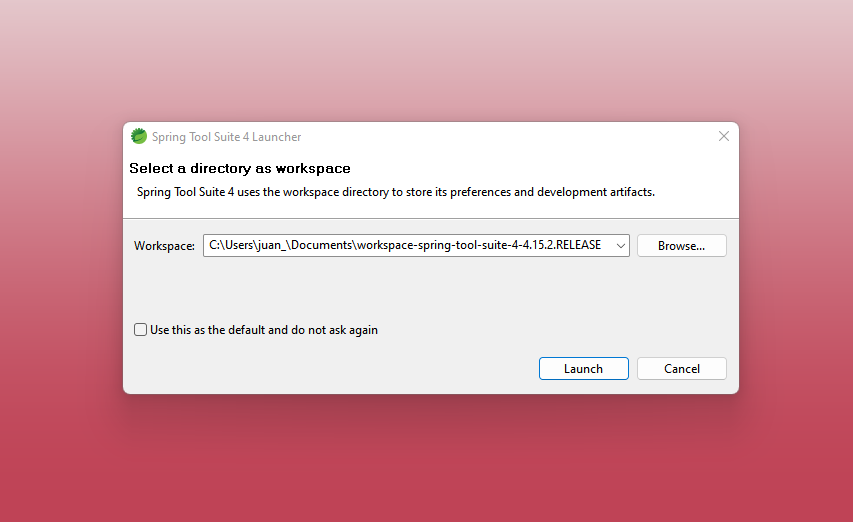 Spring Tool Suite 4 Launcher
Select a directory as workspace
Spring Tool Suite 4 uses the workspace directory to store its preferences and development artifacts.
Workspace: C:\Users\juan_\Documents\workspace-spring-tool-suite-4-4.15.2.RELEASE Browse...
Use this as the default and do not ask again
Launch Cancel